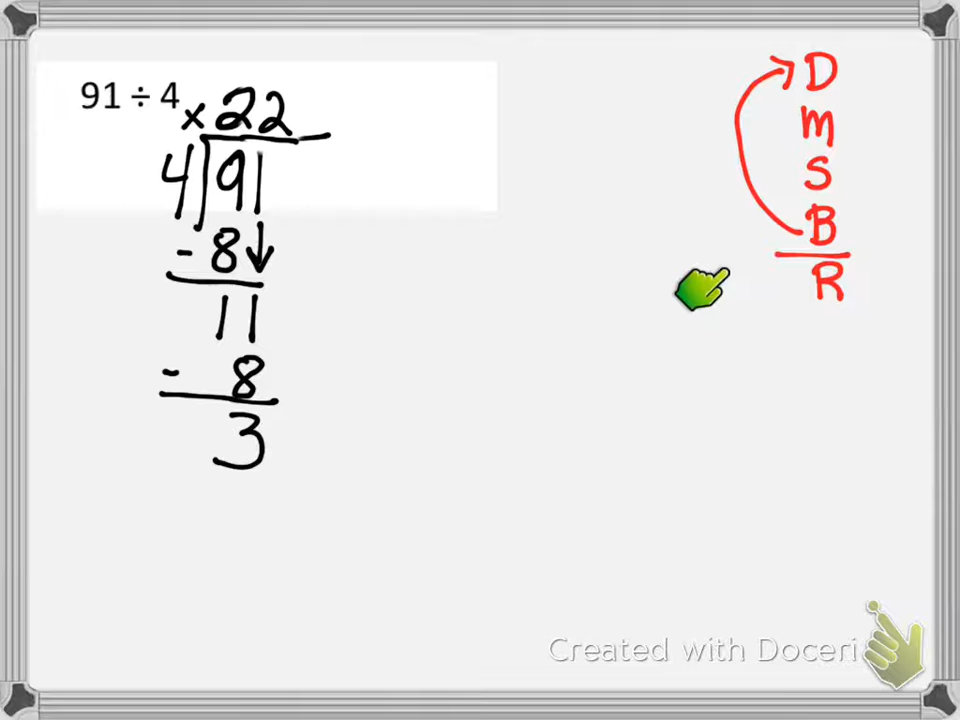 91 ÷ 4
× 22
4 91
- 8 ↓
11
- 8
3
D
m
S
B
R
Created with Doceri